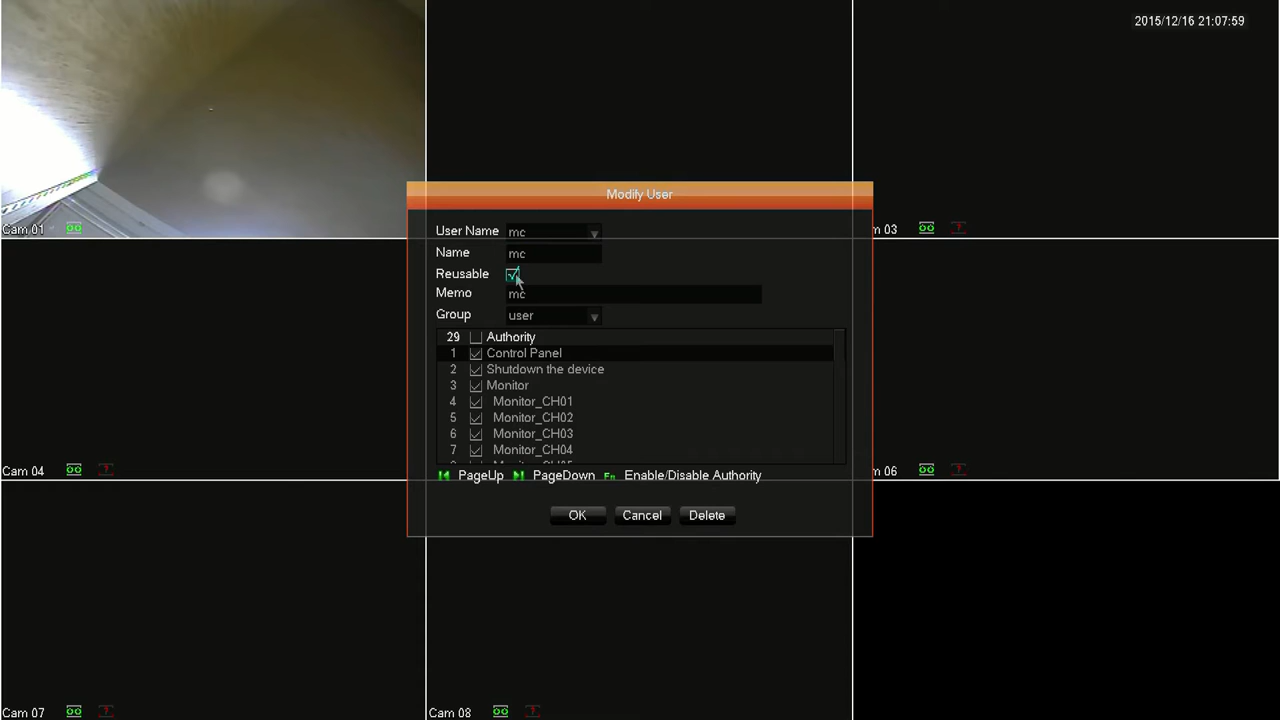 2015/12/16 21:07:59
Modify User
User Name mc
Name mc
Reusable
Memo mc
Group user
29 Authority
1 Control Panel
2 Shutdown the device
3 Monitor
4 Monitor_CH01
5 Monitor_CH02
6 Monitor_CH03
7 Monitor_CH04
PageUp PageDown Fn Enable/Disable Authority
OK Cancel Delete
Cam 01
m 03
Cam 04
m 06
Cam 07
Cam 08